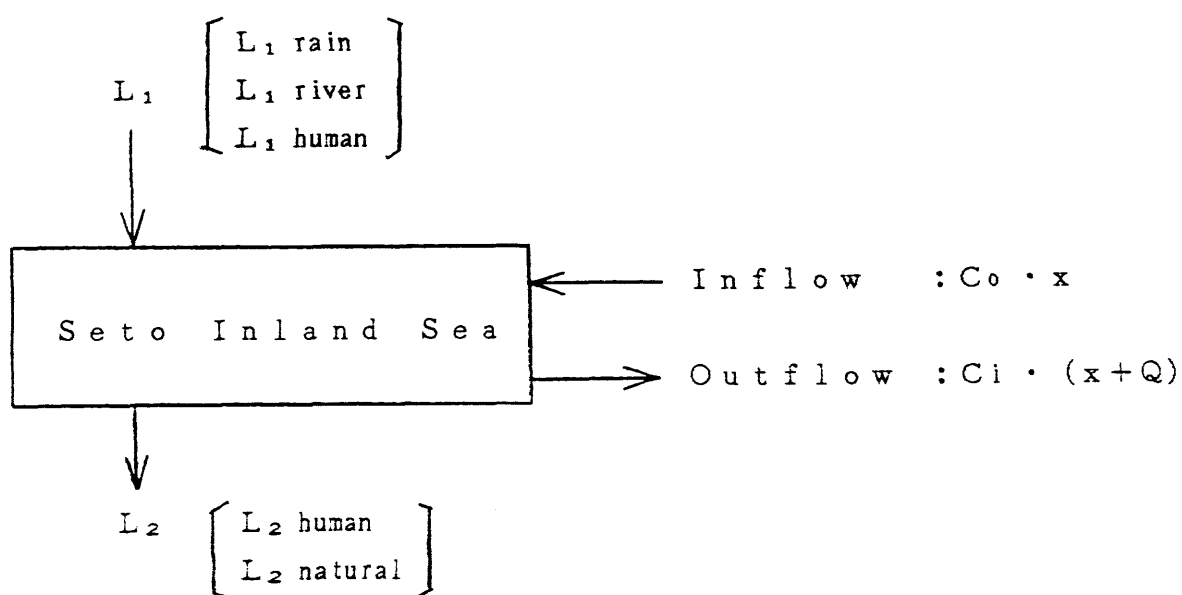 L₁ rain
L₁ L₁ river
L₁ human
Inflow :Co・x
Seto Inland Sea
Outflow :Ci・(x+Q)
L₂ L₂ human
L₂ natural